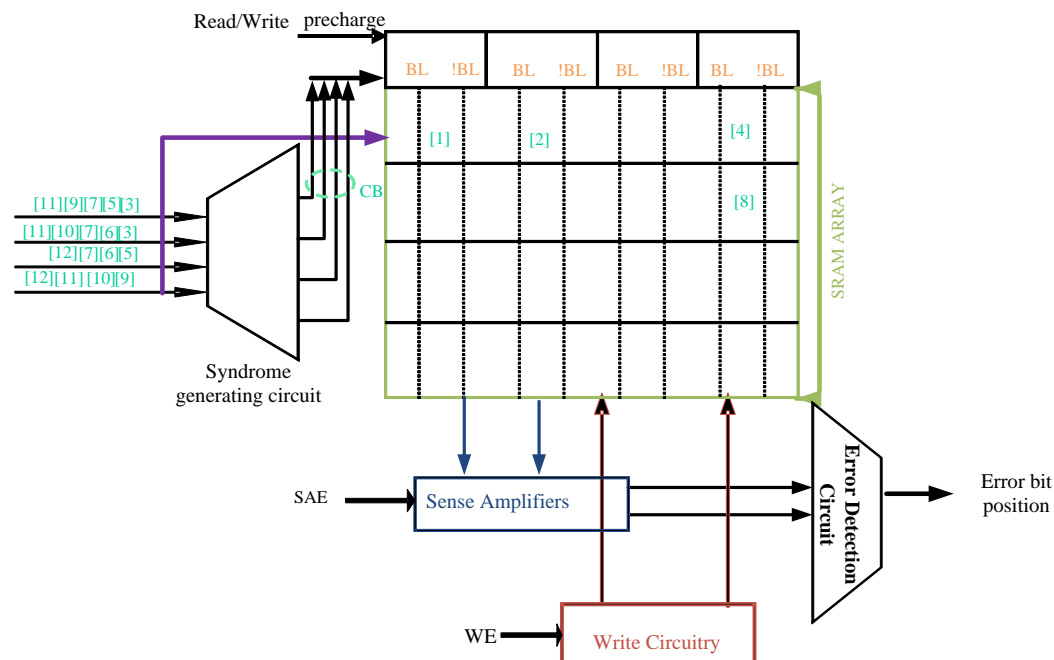 Read/Write precharge
BL !BL BL !BL BL !BL BL !BL
[1] [2] [4]
CB
[8]
[11][9][7][5][3]
[11][10][7][6][3]
[12][7][6][5]
[12][11] [10][9]
SRAM ARRAY
Syndrome
generating circuit
SAE
Sense Amplifiers
Error Detection
Circuit
Error bit
position
WE
Write Circuitry